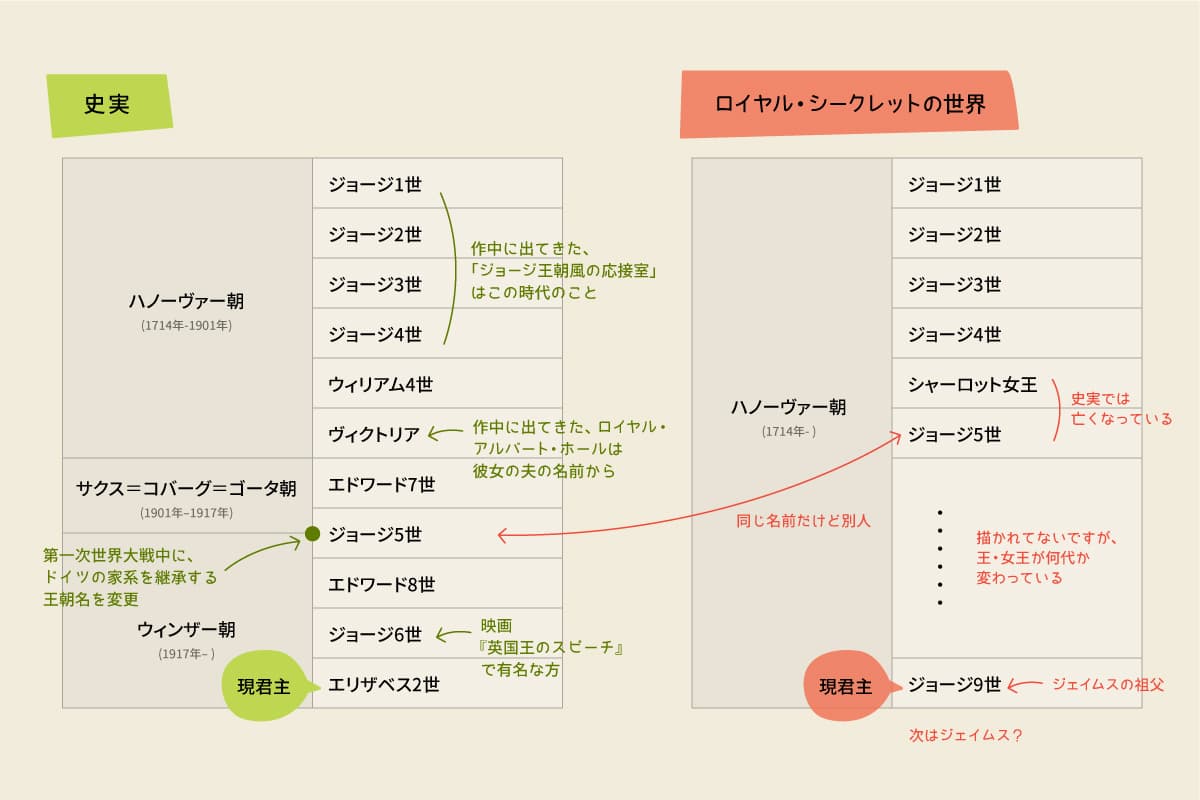 史実
ハノーヴァー朝
(1714年-1901年)
サクス＝コバーグ＝ゴータ朝
(1901年–1917年)
第一次世界大戦中に、
ドイツの家系を継承する
王朝名を変更
ウィンザー朝
(1917年– )
現君主
ジョージ1世
ジョージ2世
ジョージ3世
ジョージ4世
作中に出てきた、
「ジョージ王朝風の応接室」
はこの時代のこと
ウィリアム4世
ヴィクトリア
作中に出てきた、ロイヤル・
アルバート・ホールは
彼女の夫の名前から
エドワード7世
ジョージ5世
エドワード8世
ジョージ6世
映画
『英国王のスピーチ』
で有名な方
エリザベス2世
同じ名前だけど別人
ロイヤル・シークレットの世界
ハノーヴァー朝
(1714年- )
現君主
ジョージ1世
ジョージ2世
ジョージ3世
ジョージ4世
シャーロット女王
ジョージ5世
史実では
亡くなっている
描かれてないですが、
王・女王が何代か
変わっている
ジョージ9世
ジェイムスの祖父
次はジェイムス？